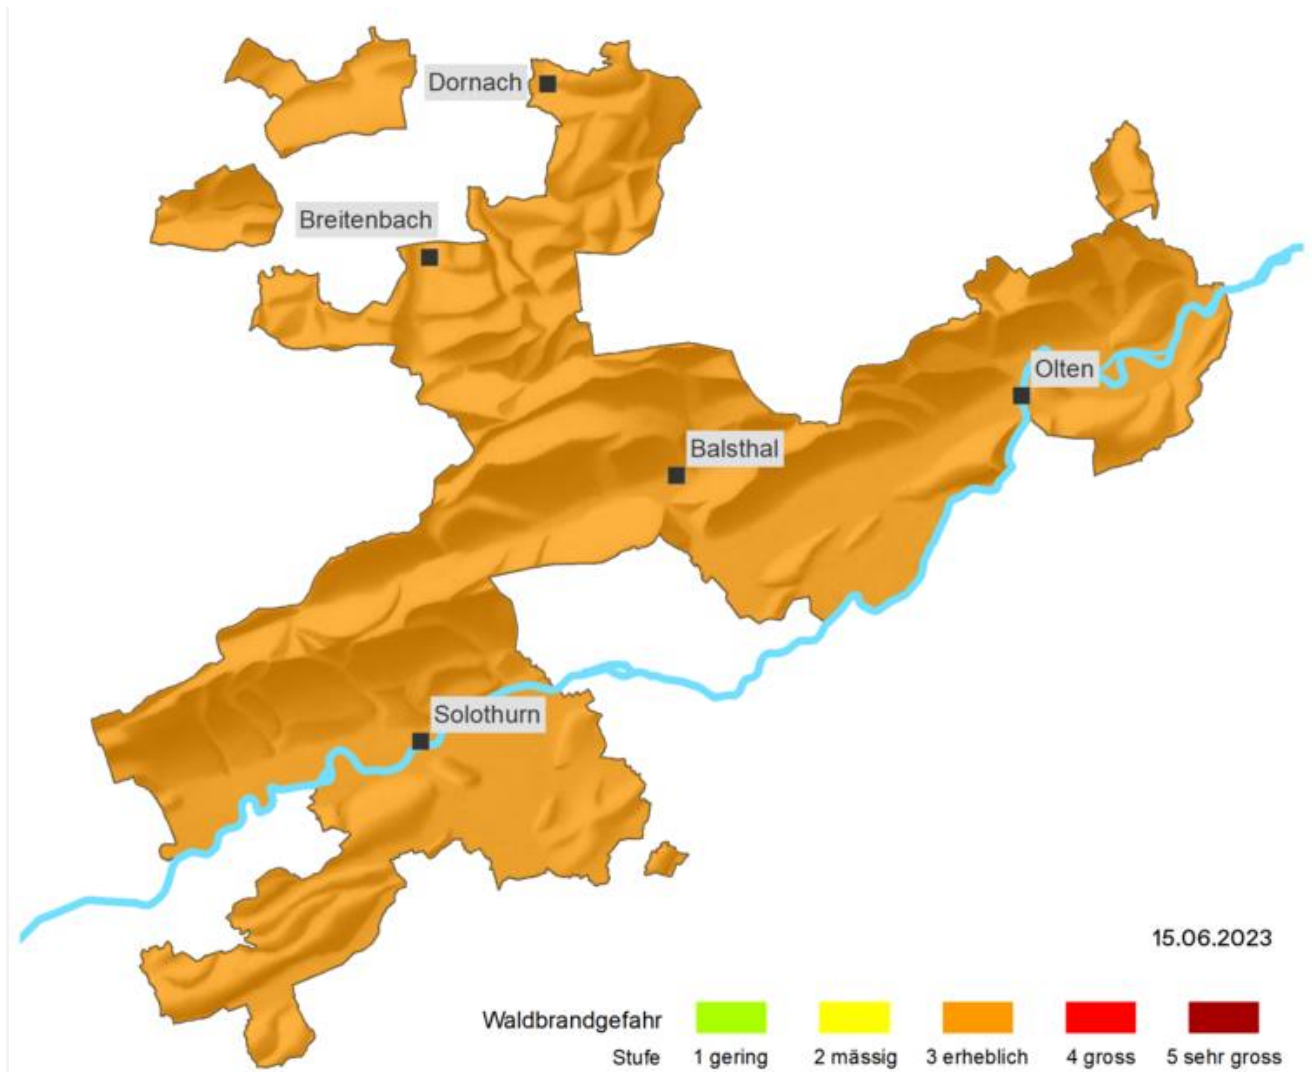 Dornach
Breitenbach
Olten
Balsthal
Solothurn
15.06.2023
Waldbrandgefahr
Stufe 1 gering 2 mässig 3 erheblich 4 gross 5 sehr gross